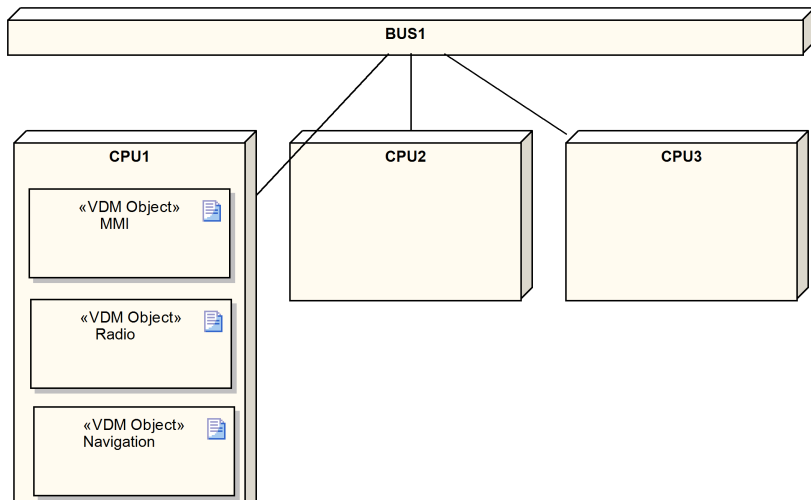 BUS1
CPU1
CPU2
CPU3
«VDM Object»
MMI
«VDM Object»
Radio
«VDM Object»
Navigation